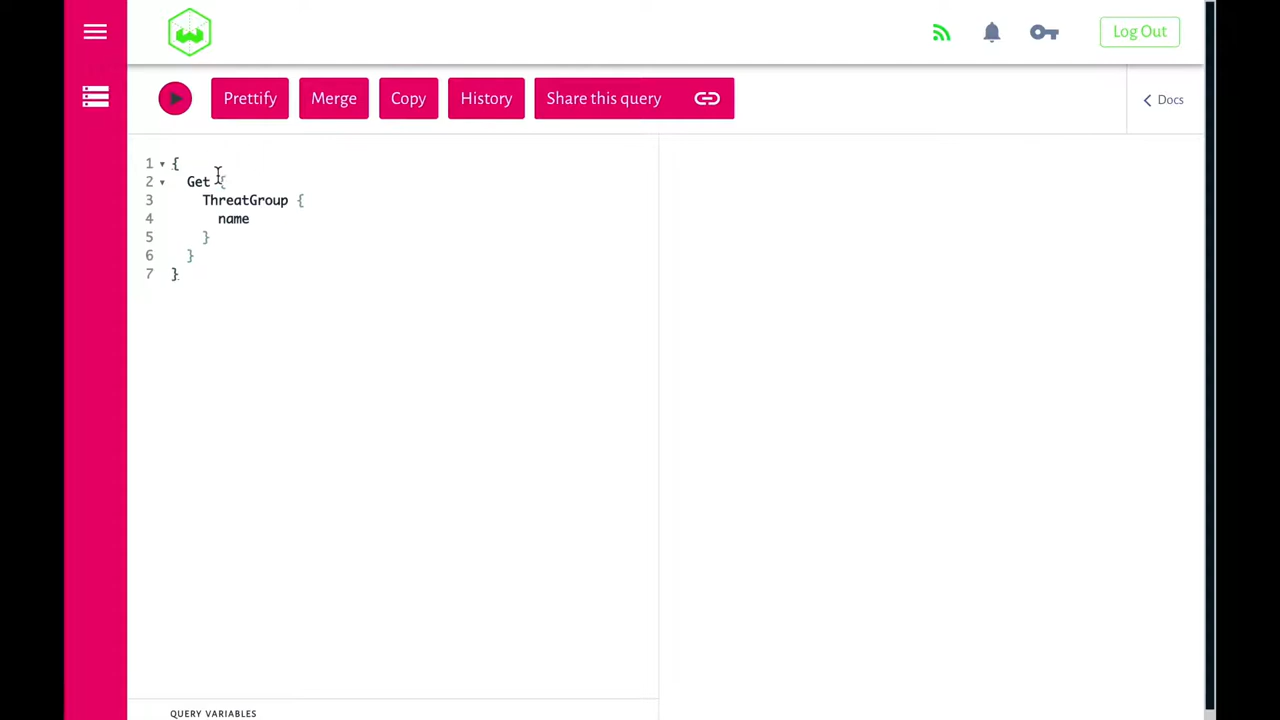 Log Out
Prettify Merge Copy History Share this query Docs
1 {
2 Get {
3 ThreatGroup {
4 name
5 }
6 }
7 }
QUERY VARIABLES